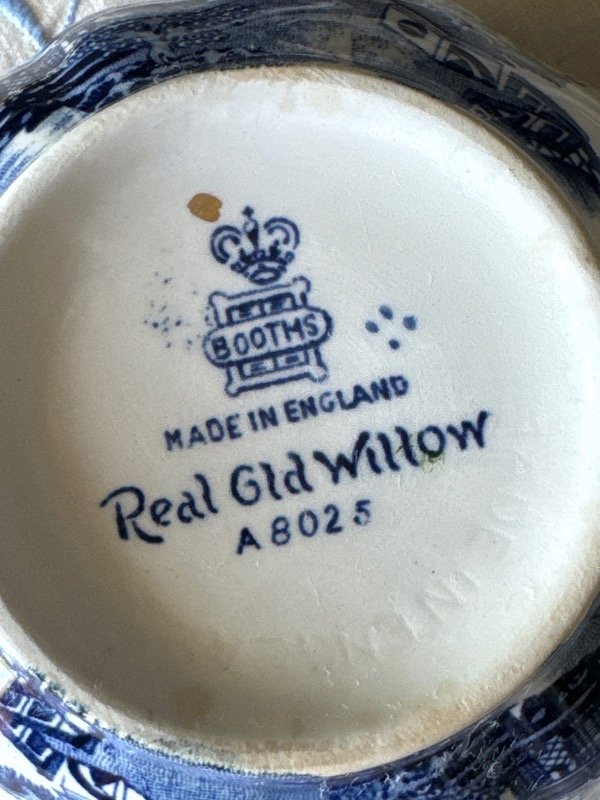 BOOTHS
MADE IN ENGLAND
Real Old Willow
A8025